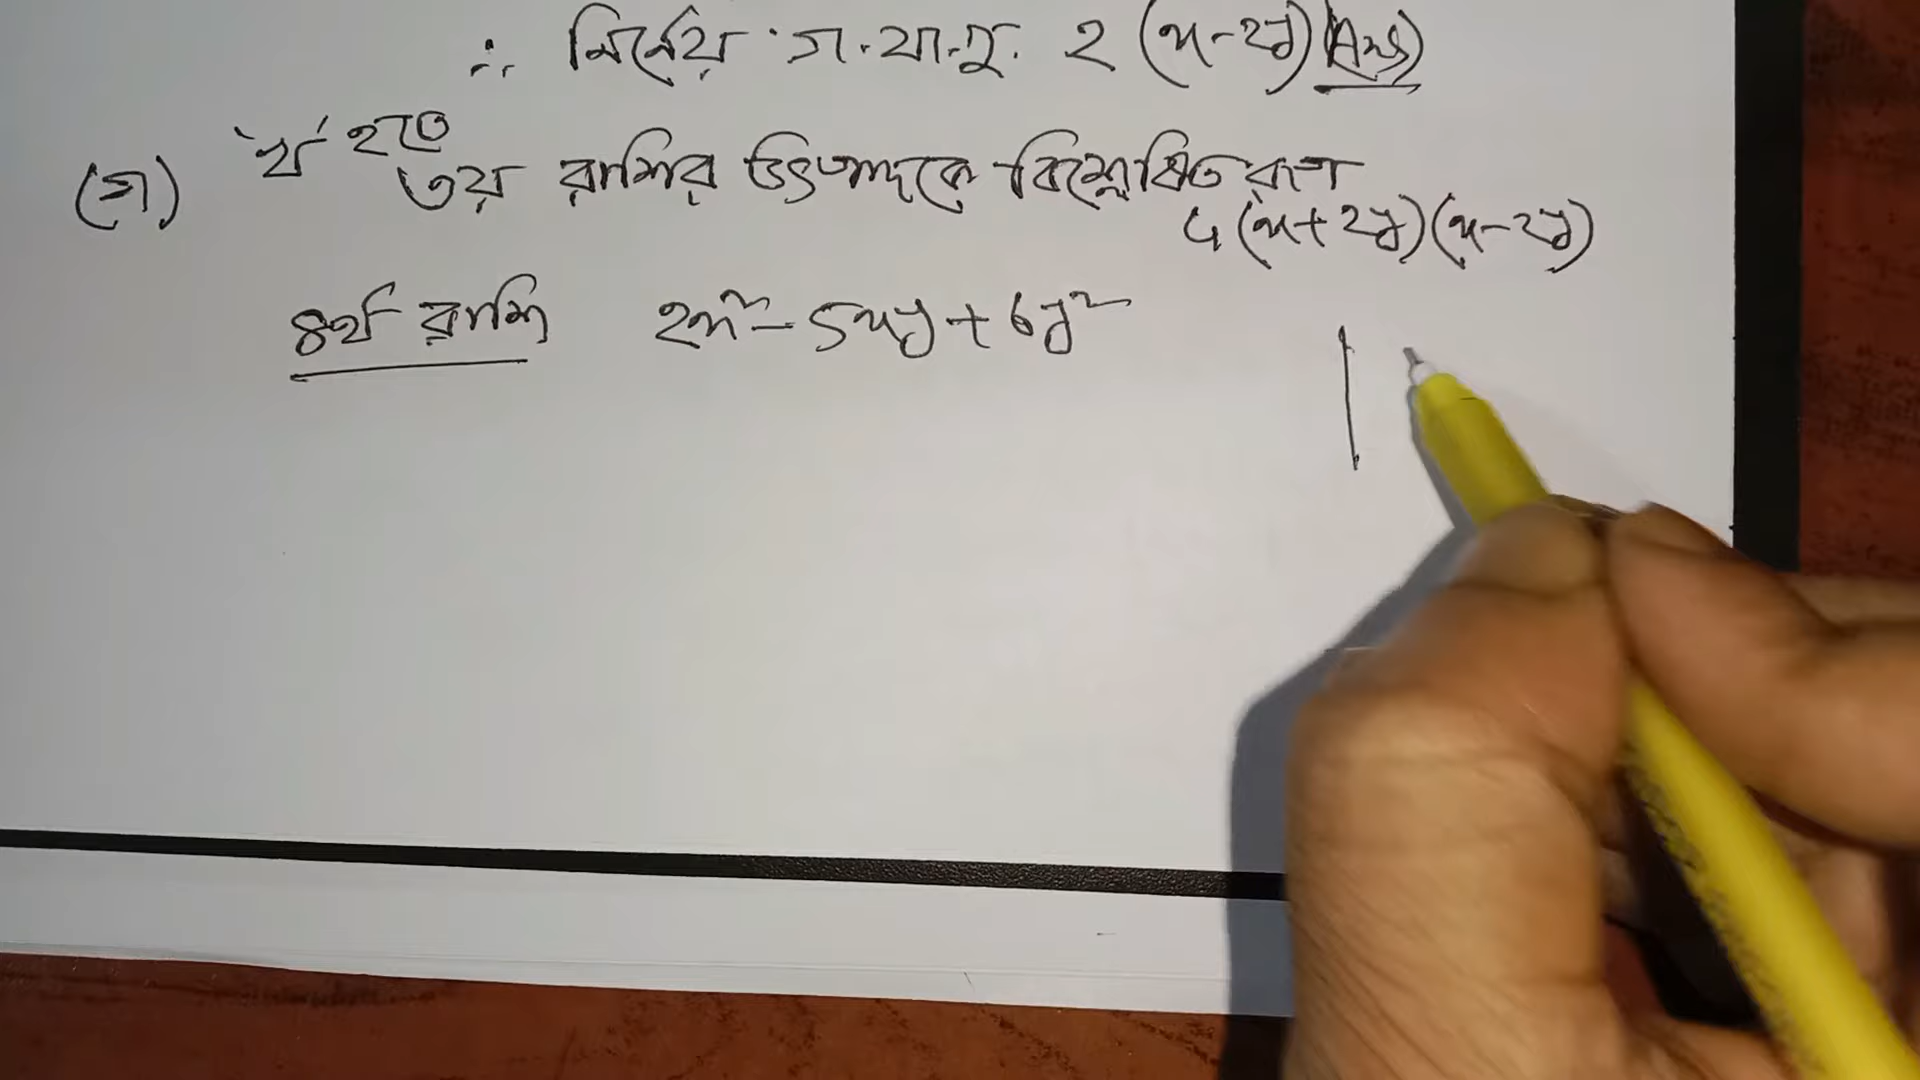 ∴ নির্ণেয় গ.সা.গু. 2 (x-2y) (Ans)
(গ) 'খ' হতে ৩য় রাশির উৎপাদকে বিশ্লেষিত রূপ
4(x+2y)(x-2y)
৪র্থ রাশি 2x²-5xy+6y²